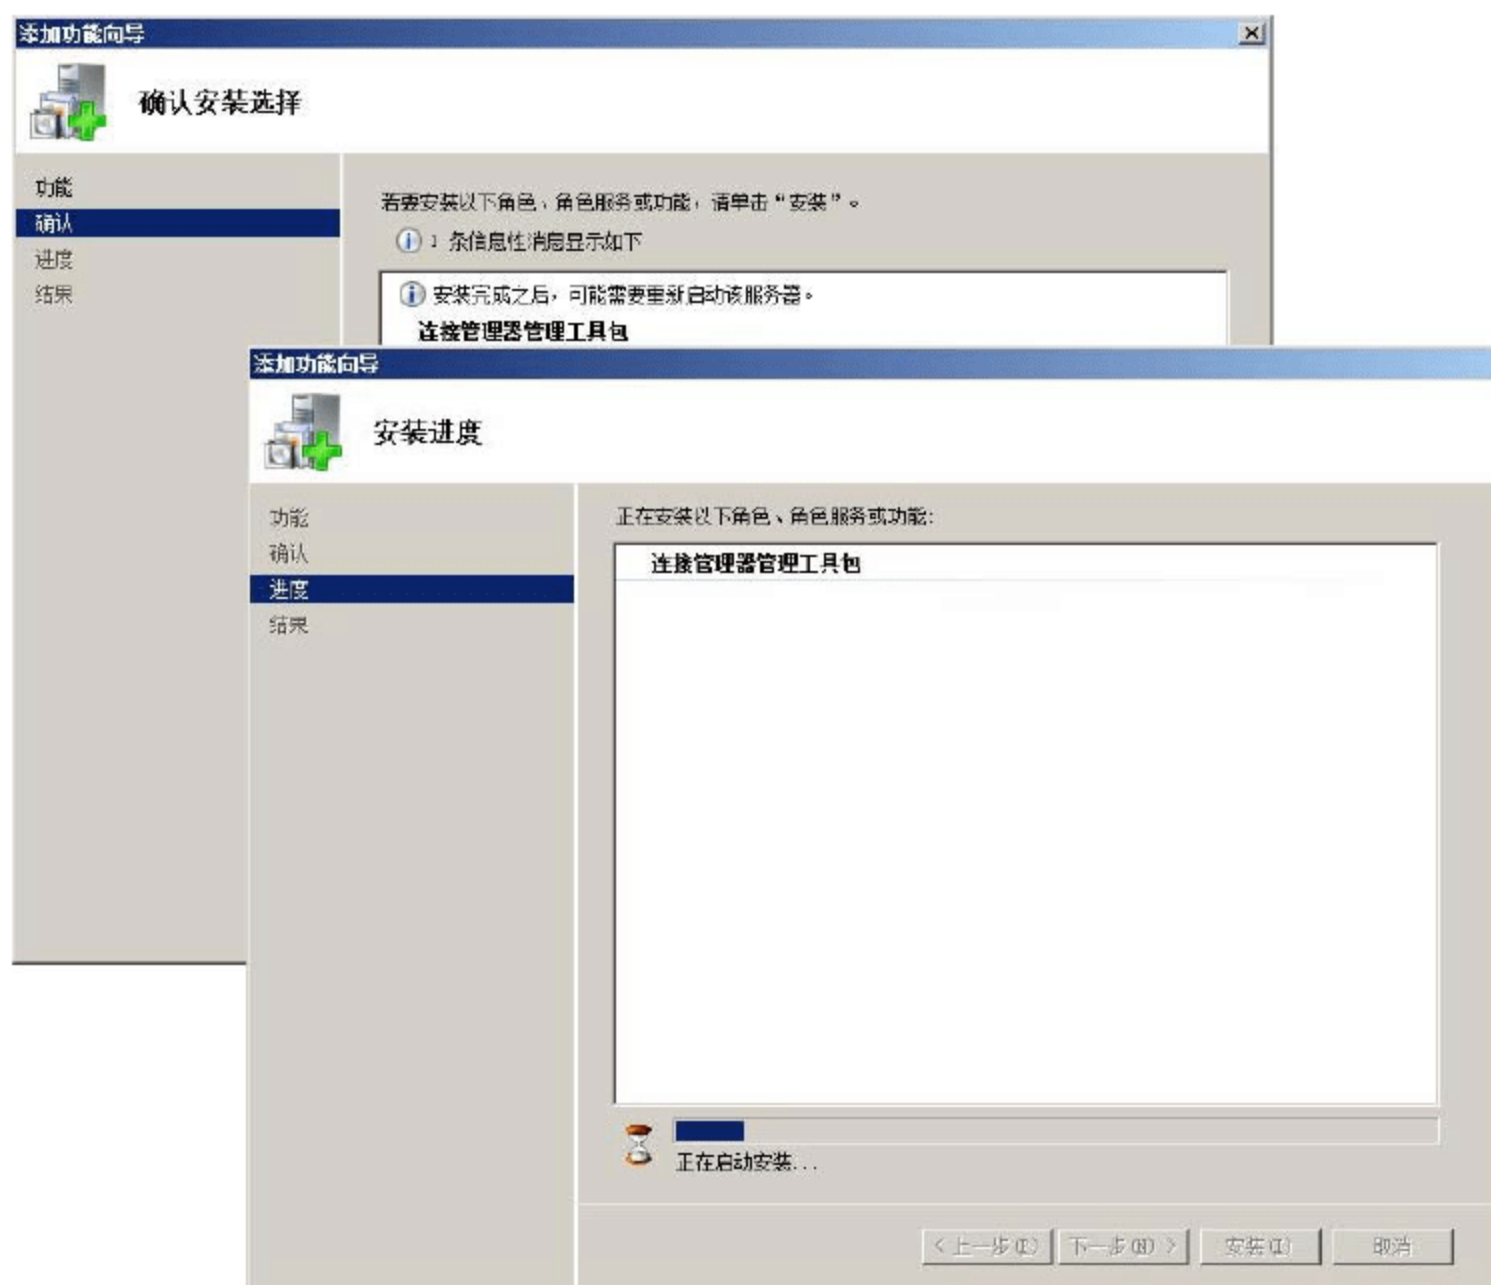 添加功能向导
确认安装选择
功能
确认
进度
结果
若要安装以下角色、角色服务或功能，请单击“安装”。
1 条信息性消息显示如下
安装完成之后，可能需要重新启动该服务器。
连接管理器管理工具包
添加功能向导
安装进度
功能
确认
进度
结果
正在安装以下角色、角色服务或功能:
连接管理器管理工具包
正在启动安装...
< 上一步(P) 下一步(N) > 安装(I) 取消